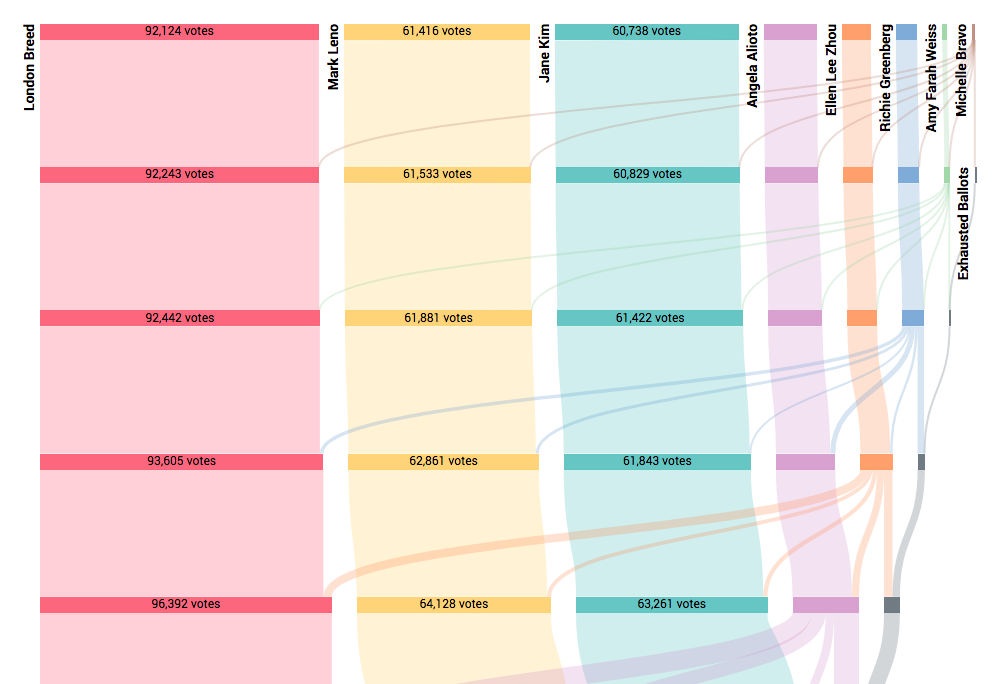 London Breed
92,124 votes
Mark Leno
61,416 votes
Jane Kim
60,738 votes
Angela Alioto
Ellen Lee Zhou
Richie Greenberg
Amy Farah Weiss
Michelle Bravo
92,243 votes
61,533 votes
60,829 votes
Exhausted Ballots
92,442 votes
61,881 votes
61,422 votes
93,605 votes
62,861 votes
61,843 votes
96,392 votes
64,128 votes
63,261 votes